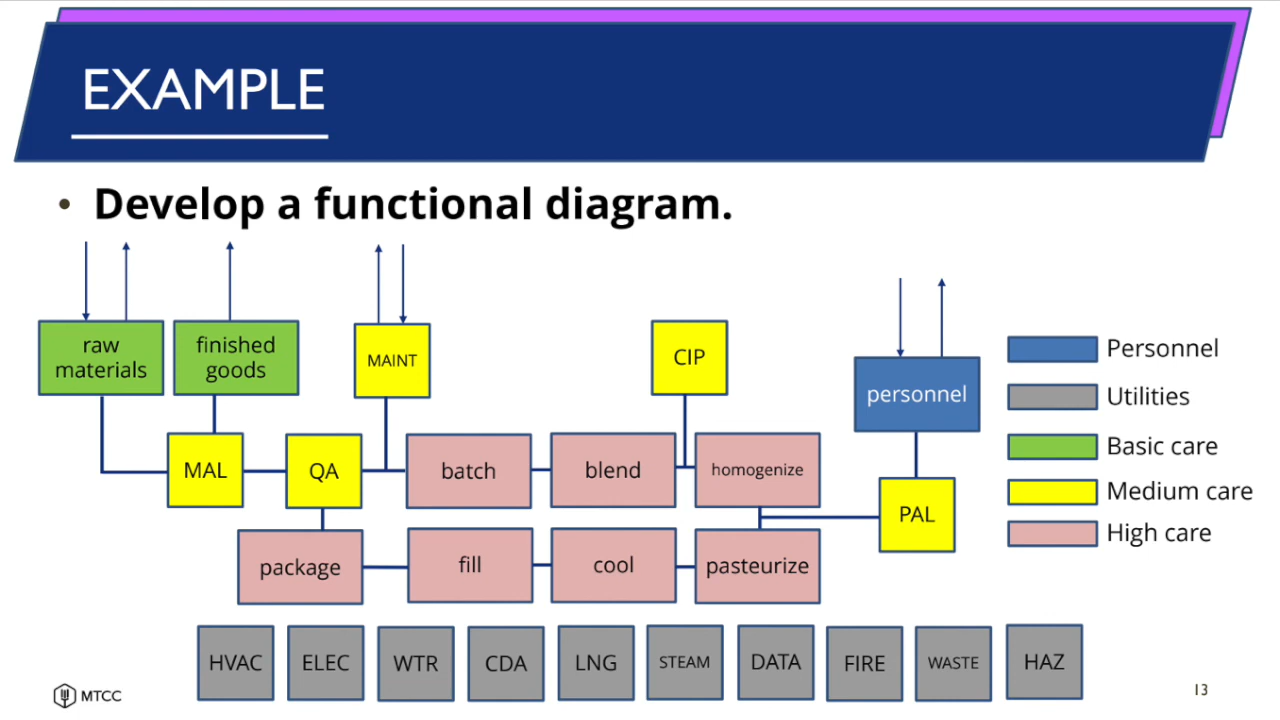 EXAMPLE
• Develop a functional diagram.
raw
materials
finished
goods
MAINT
CIP
personnel
MAL
QA
batch
blend
homogenize
PAL
package
fill
cool
pasteurize
Personnel
Utilities
Basic care
Medium care
High care
HVAC
ELEC
WTR
CDA
LNG
STEAM
DATA
FIRE
WASTE
HAZ
MTCC
13